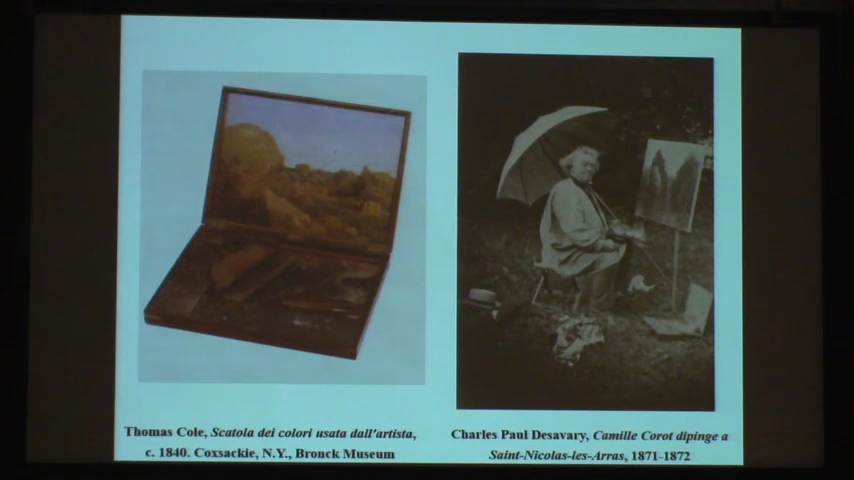 Thomas Cole, Scatola dei colori usata dall'artista,
c. 1840. Coxsackie, N.Y., Bronck Museum
Charles Paul Desavary, Camille Corot dipinge a
Saint-Nicolas-les-Arras, 1871-1872